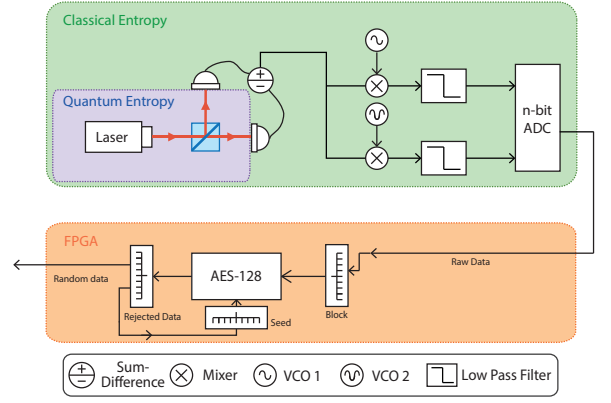 Classical Entropy
Quantum Entropy
Laser
n-bit
ADC
FPGA
Random data
Rejected Data
AES-128
Seed
Block
Raw Data
Sum-
Difference
Mixer
VCO 1
VCO 2
Low Pass Filter